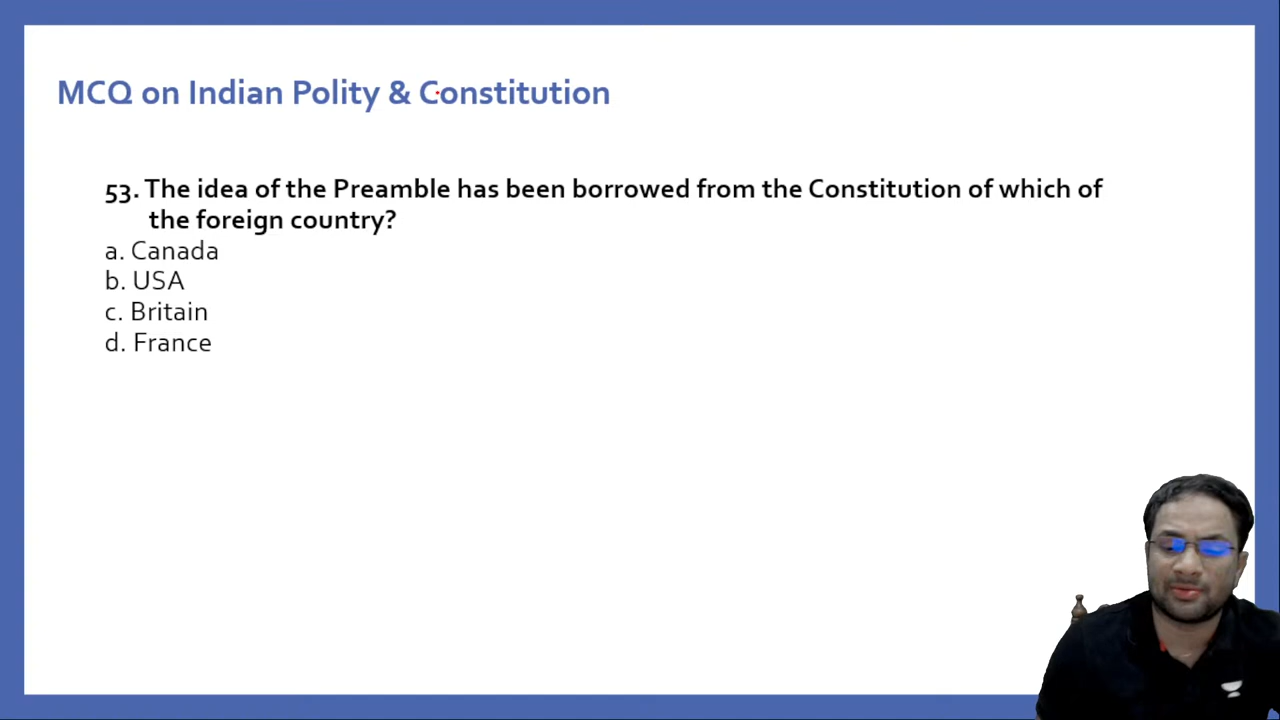 MCQ on Indian Polity & Constitution
53. The idea of the Preamble has been borrowed from the Constitution of which of
the foreign country?
a. Canada
b. USA
c. Britain
d. France